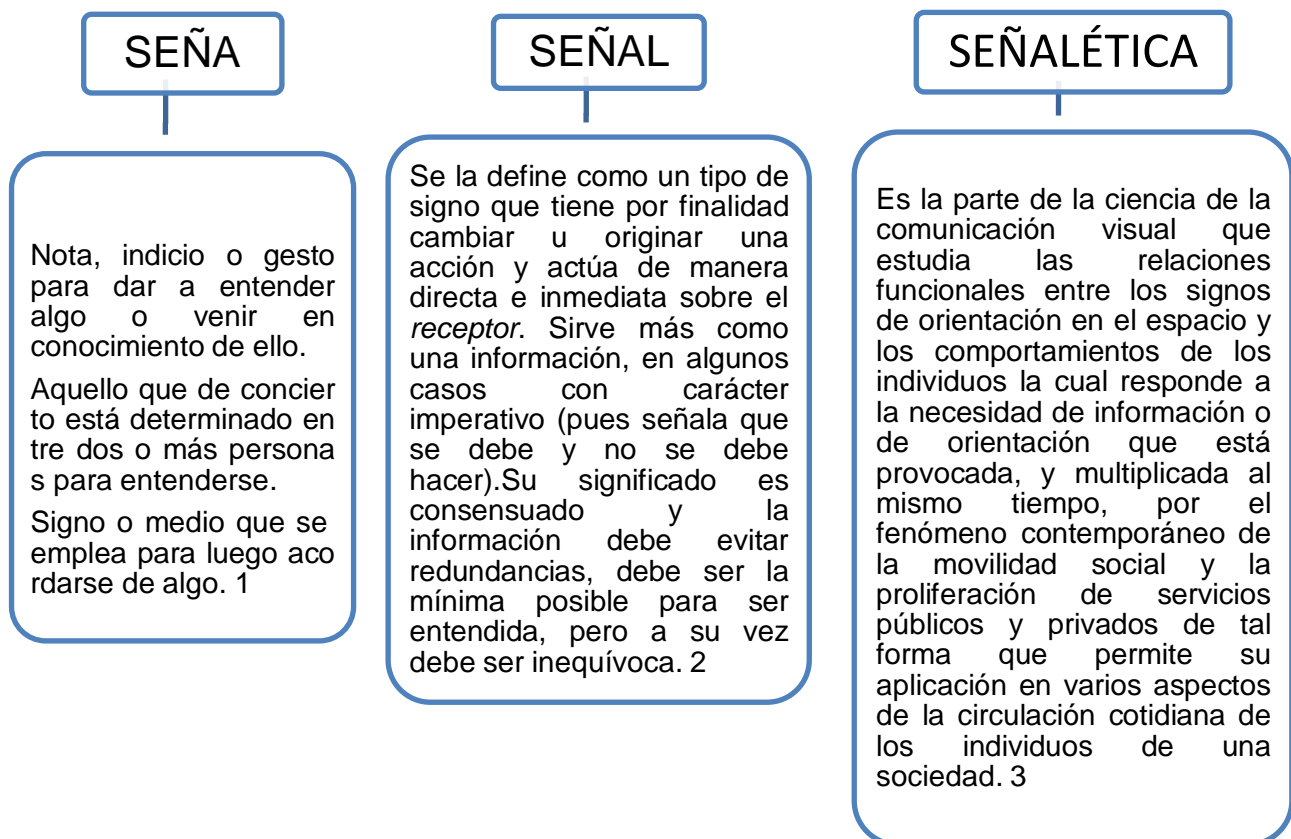 SEÑA
Nota, indicio o gesto
para dar a entender
algo o venir en
conocimiento de ello.
Aquello que de concier
to está determinado en
tre dos o más persona
s para entenderse.
Signo o medio que se
emplea para luego aco
rdarse de algo. 1
SEÑAL
Se la define como un tipo de
signo que tiene por finalidad
cambiar u originar una
acción y actúa de manera
directa e inmediata sobre el
receptor. Sirve más como
una información, en algunos
casos con carácter
imperativo (pues señala que
se debe y no se debe
hacer).Su significado es
consensuado y la
información debe evitar
redundancias, debe ser la
mínima posible para ser
entendida, pero a su vez
debe ser inequívoca. 2
SEÑALÉTICA
Es la parte de la ciencia de la
comunicación visual que
estudia las relaciones
funcionales entre los signos
de orientación en el espacio y
los comportamientos de los
individuos la cual responde a
la necesidad de información o
de orientación que está
provocada, y multiplicada al
mismo tiempo, por el
fenómeno contemporáneo de
la movilidad social y la
proliferación de servicios
públicos y privados de tal
forma que permite su
aplicación en varios aspectos
de la circulación cotidiana de
los individuos de una
sociedad. 3